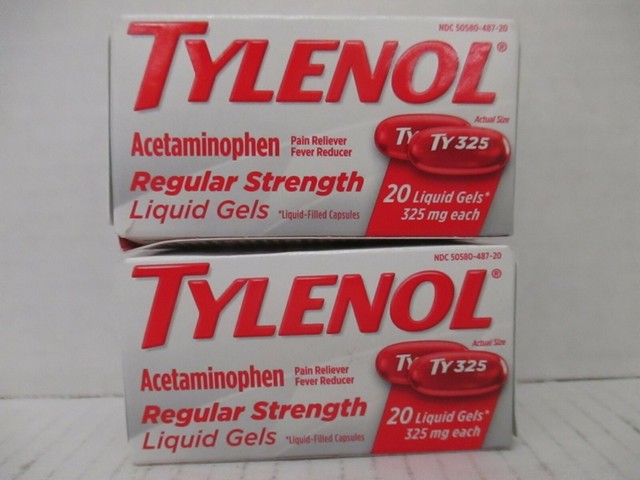 NDC 50580-487-20
TYLENOL®
Actual Size
Acetaminophen Pain Reliever
Fever Reducer
TY TY325
Regular Strength
Liquid Gels *Liquid-Filled Capsules
20 Liquid Gels*
325 mg each
NDC 50580-487-20
TYLENOL®
Actual Size
Acetaminophen Pain Reliever
Fever Reducer
TY TY325
Regular Strength
Liquid Gels *Liquid-Filled Capsules
20 Liquid Gels*
325 mg each